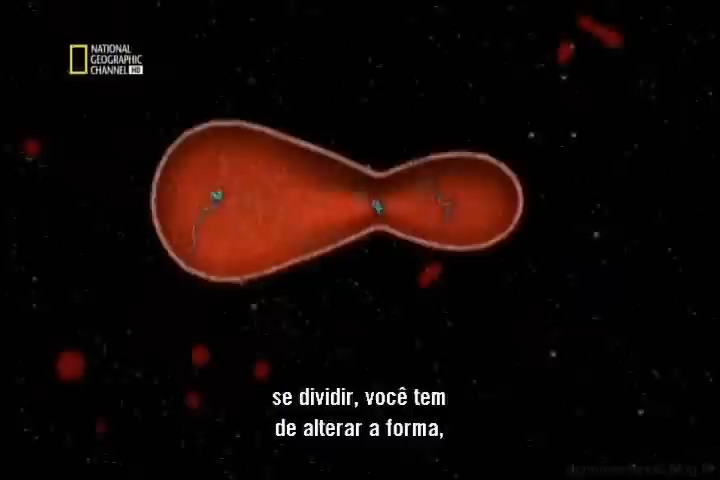 NATIONAL
GEOGRAPHIC
CHANNEL HD
se dividir, você tem
de alterar a forma,